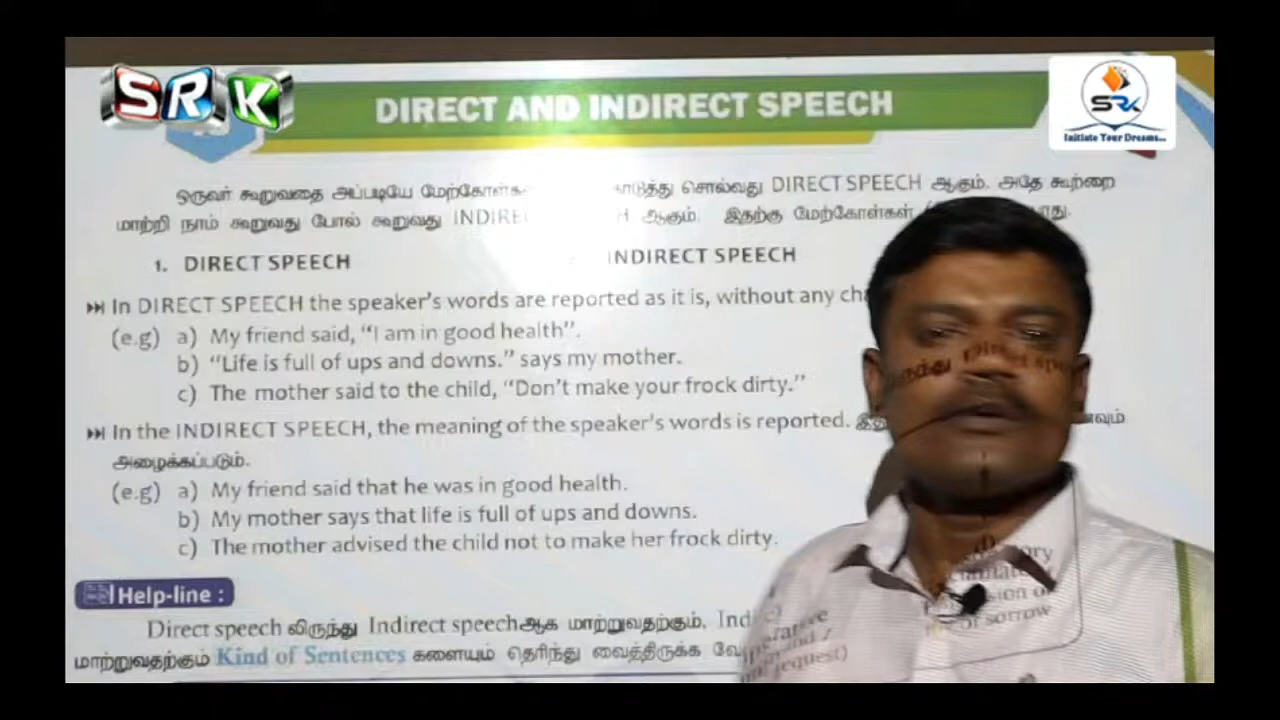 SRK
DIRECT AND INDIRECT SPEECH
SRK
Initiate Your Dreams...
ஒருவர் கூறுவதை அப்படியே சொல்வது DIRECT SPEECH ஆகும். அதே கூற்றை
மாற்றி நாம் கூறுவது போல் கூறுவது ஆகும். இதற்கு மேற்கோள்கள்
1. DIRECT SPEECH INDIRECT SPEECH
In DIRECT SPEECH the speaker's words are reported as it is, without any
(e.g) a) My friend said, "I am in good health".
b) "Life is full of ups and downs." says my mother.
c) The mother said to the child, "Don't make your frock dirty."
In the INDIRECT SPEECH, the meaning of the speaker's words is reported.
அழைக்கப்படும்.
(e.g) a) My friend said that he was in good health.
b) My mother says that life is full of ups and downs.
c) The mother advised the child not to make her frock dirty.
Help-line :
Direct speech லிருந்து Indirect speechஆக மாற்றுவதற்கும்,
மாற்றுவதற்கும் Kind of Sentences களையும் தெரிந்து வைத்திருக்க
request)
of sorrow